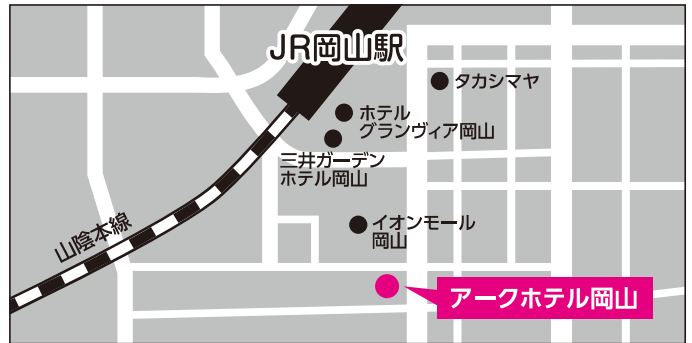 JR岡山駅
タカシマヤ
ホテル
グランヴィア岡山
三井ガーデン
ホテル岡山
山陰本線
イオンモール
岡山
アークホテル岡山